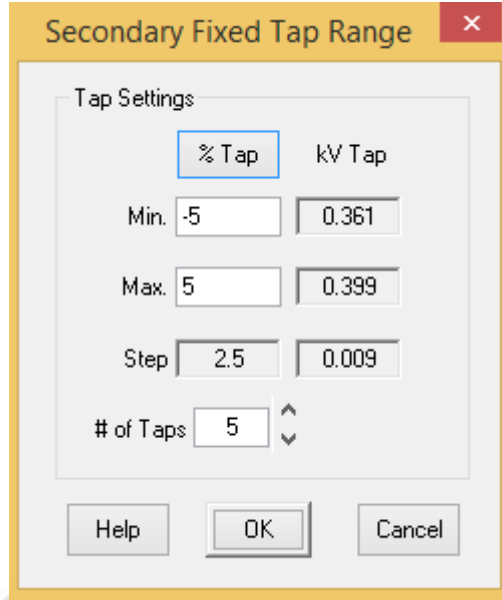 Secondary Fixed Tap Range
Tap Settings
% Tap kV Tap
Min. -5 0.361
Max. 5 0.399
Step 2.5 0.009
# of Taps 5
Help OK Cancel